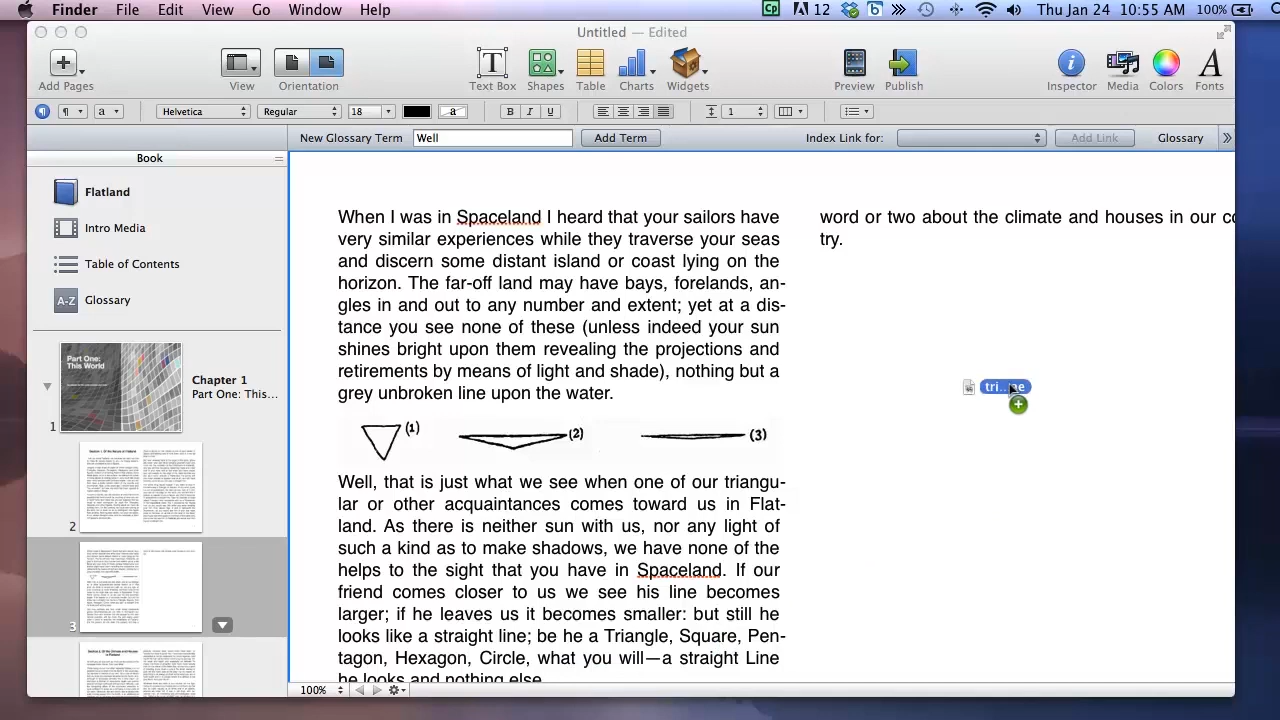 Finder File Edit View Go Window Help
12
Thu Jan 24 10:55 AM 100%
Untitled — Edited
Add Pages View Orientation Text Box Shapes Table Charts Widgets Preview Publish Inspector Media Colors Fonts
Helvetica Regular 18 a B I U 1
New Glossary Term Well Add Term Index Link for: Add Link Glossary
Book
Flatland
Intro Media
Table of Contents
A-Z Glossary
Part One:
This World
Chapter 1
Part One: This…
1
2
3
When I was in Spaceland I heard that your sailors have
very similar experiences while they traverse your seas
and discern some distant island or coast lying on the
horizon. The far-off land may have bays, forelands, an-
gles in and out to any number and extent; yet at a dis-
tance you see none of these (unless indeed your sun
shines bright upon them revealing the projections and
retirements by means of light and shade), nothing but a
grey unbroken line upon the water.
(1) (2) (3)
Well, that is just what we see when one of our triangu-
lar or other acquaintances comes toward us in Flat-
land. As there is neither sun with us, nor any light of
such a kind as to make shadows, we have none of the
helps to the sight that you have in Spaceland. If our
friend comes closer to us we see his line becomes
larger; if he leaves us it becomes smaller: but still he
looks like a straight line; be he a Triangle, Square, Pen-
tagon, Hexagon, Circle, what you will—a straight Line
he looks and nothing else.
word or two about the climate and houses in our co
try.
tri…ne
100%